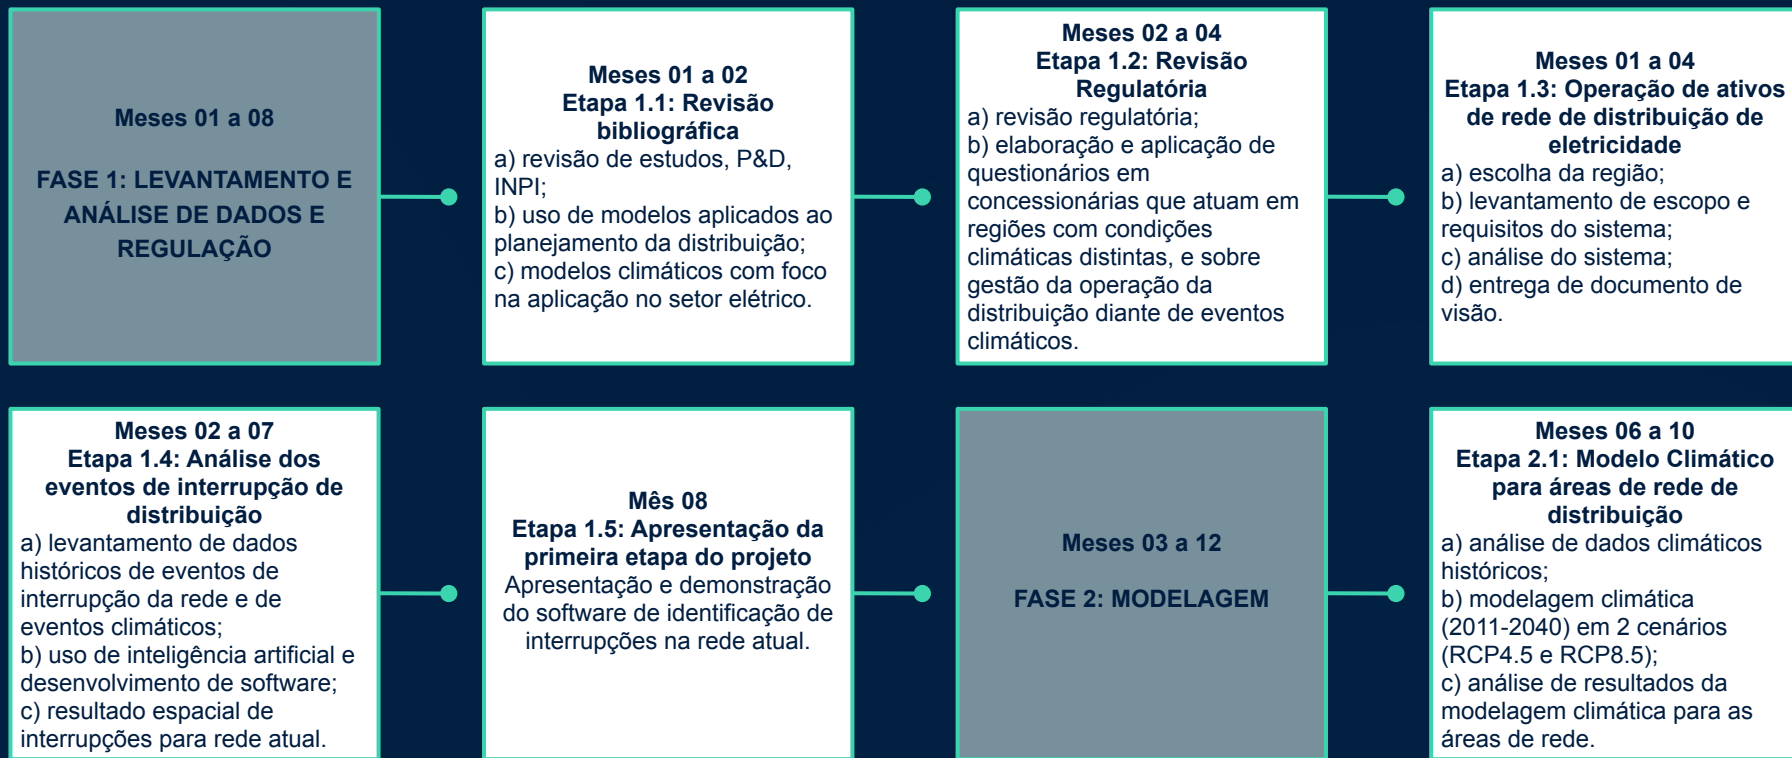 Meses 01 a 08
FASE 1: LEVANTAMENTO E
ANÁLISE DE DADOS E
REGULAÇÃO
Meses 01 a 02
Etapa 1.1: Revisão
bibliográfica
a) revisão de estudos, P&D,
INPI;
b) uso de modelos aplicados ao
planejamento da distribuição;
c) modelos climáticos com foco
na aplicação no setor elétrico.
Meses 02 a 04
Etapa 1.2: Revisão
Regulatória
a) revisão regulatória;
b) elaboração e aplicação de
questionários em
concessionárias que atuam em
regiões com condições
climáticas distintas, e sobre
gestão da operação da
distribuição diante de eventos
climáticos.
Meses 01 a 04
Etapa 1.3: Operação de ativos
de rede de distribuição de
eletricidade
a) escolha da região;
b) levantamento de escopo e
requisitos do sistema;
c) análise do sistema;
d) entrega de documento de
visão.
Meses 02 a 07
Etapa 1.4: Análise dos
eventos de interrupção de
distribuição
a) levantamento de dados
históricos de eventos de
interrupção da rede e de
eventos climáticos;
b) uso de inteligência artificial e
desenvolvimento de software;
c) resultado espacial de
interrupções para rede atual.
Mês 08
Etapa 1.5: Apresentação da
primeira etapa do projeto
Apresentação e demonstração
do software de identificação de
interrupções na rede atual.
Meses 03 a 12
FASE 2: MODELAGEM
Meses 06 a 10
Etapa 2.1: Modelo Climático
para áreas de rede de
distribuição
a) análise de dados climáticos
históricos;
b) modelagem climática
(2011-2040) em 2 cenários
(RCP4.5 e RCP8.5);
c) análise de resultados da
modelagem climática para as
áreas de rede.